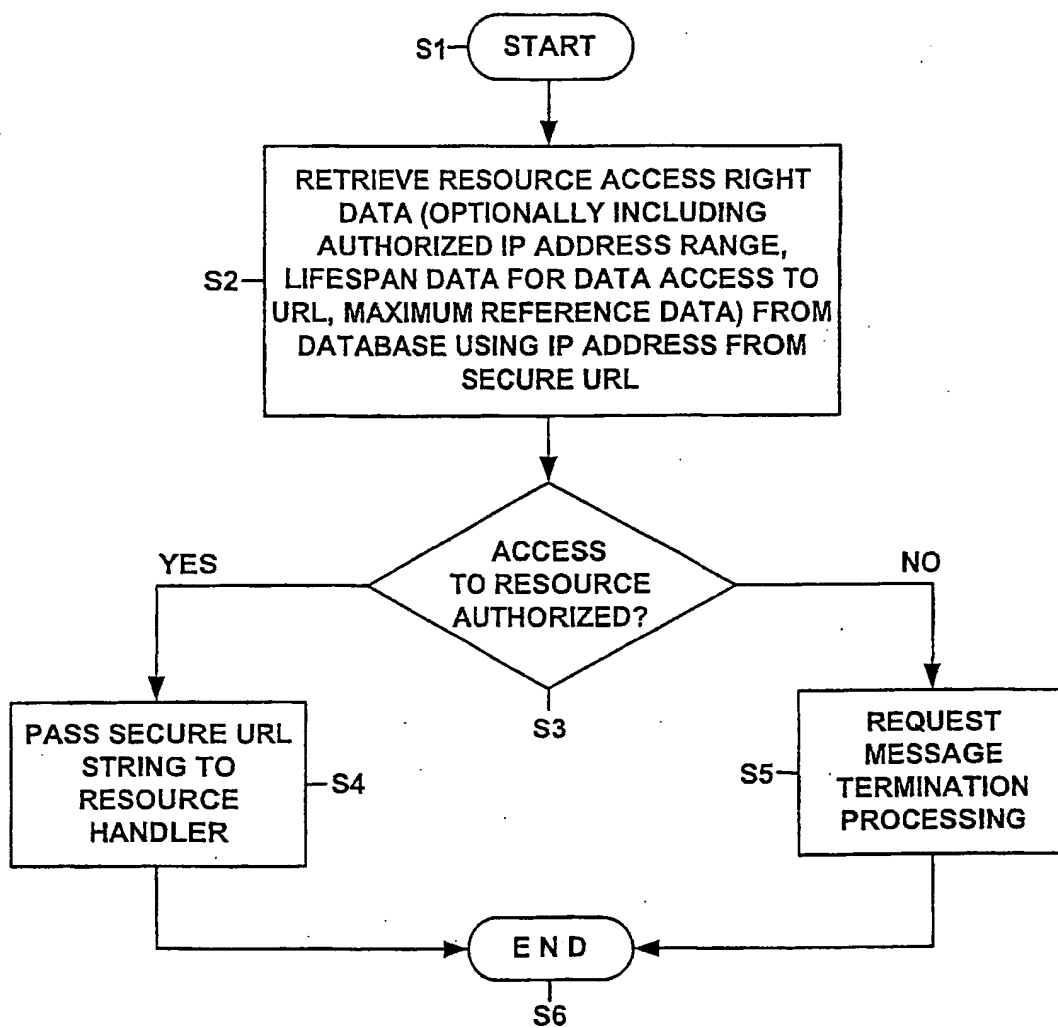 S1
START
RETRIEVE RESOURCE ACCESS RIGHT
DATA (OPTIONALLY INCLUDING
AUTHORIZED IP ADDRESS RANGE,
LIFESPAN DATA FOR DATA ACCESS TO
URL, MAXIMUM REFERENCE DATA) FROM
DATABASE USING IP ADDRESS FROM
SECURE URL
S2
ACCESS
TO RESOURCE
AUTHORIZED?
YES
NO
S3
PASS SECURE URL
STRING TO
RESOURCE
HANDLER
S4
S5
REQUEST
MESSAGE
TERMINATION
PROCESSING
E N D
S6